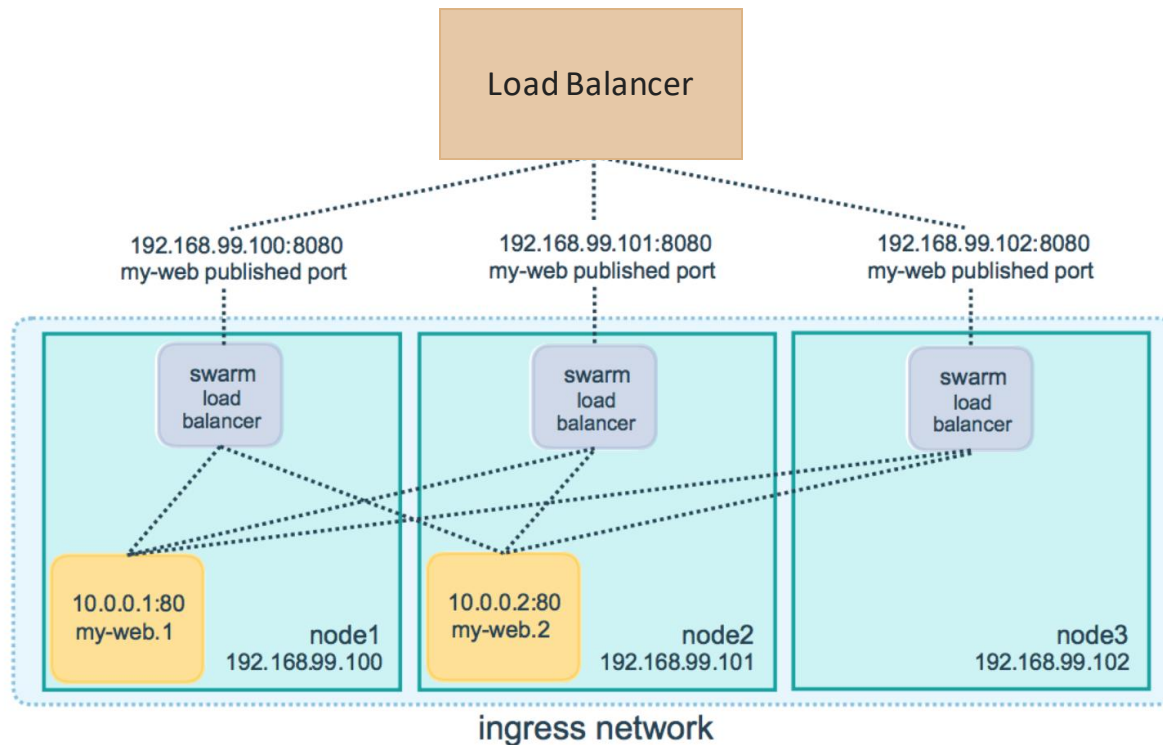 Load Balancer
192.168.99.100:8080
my-web published port
192.168.99.101:8080
my-web published port
192.168.99.102:8080
my-web published port
swarm
load
balancer
swarm
load
balancer
swarm
load
balancer
10.0.0.1:80
my-web.1
node1
192.168.99.100
10.0.0.2:80
my-web.2
node2
192.168.99.101
node3
192.168.99.102
ingress network